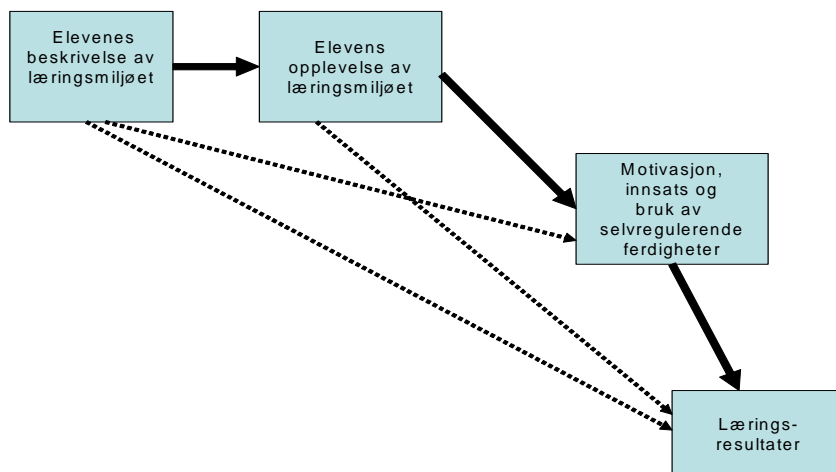 Elevenes
beskrivelse av
læringsmiljøet
Elevens
opplevelse av
læringsmiljøet
Motivasjon,
innsats og
bruk av
selvregulerende
ferdigheter
Lærings-
resultater